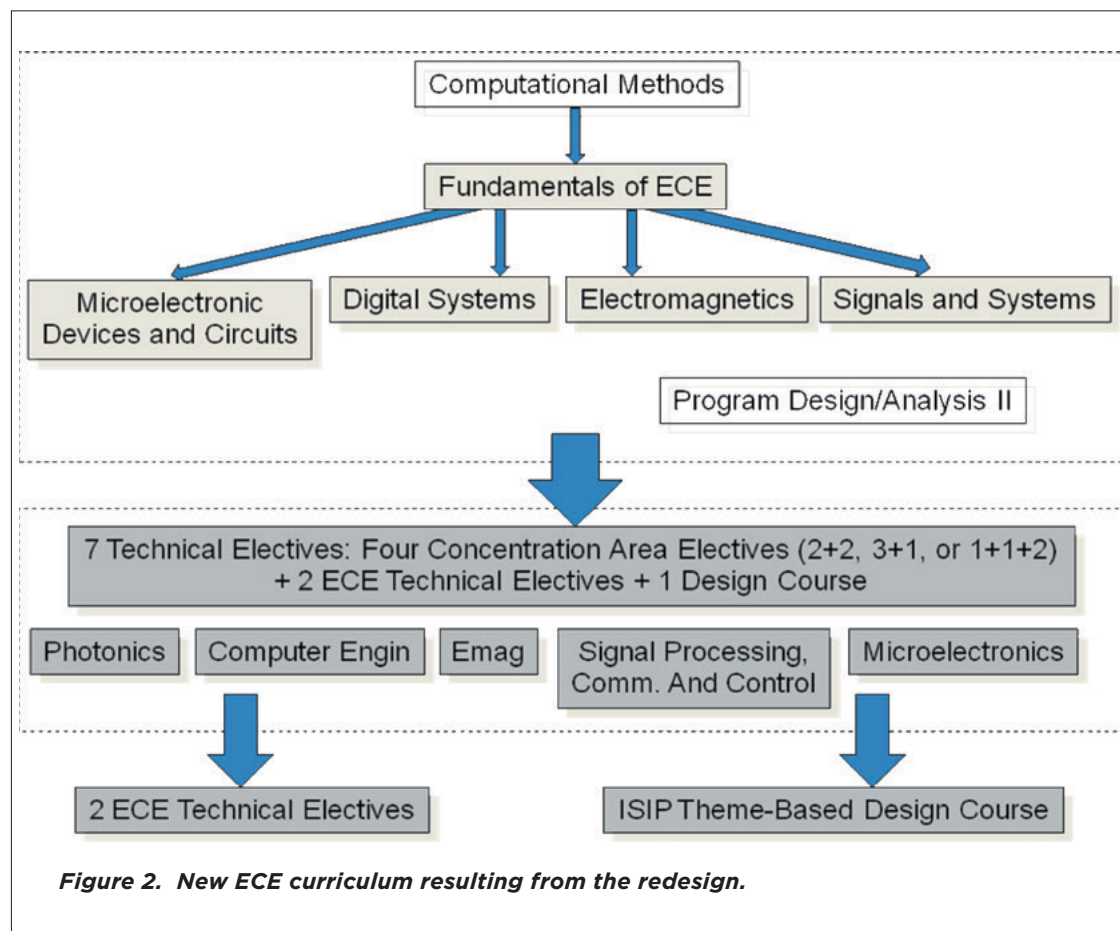 Computational Methods
Fundamentals of ECE
Microelectronic
Devices and Circuits
Digital Systems
Electromagnetics
Signals and Systems
Program Design/Analysis II
7 Technical Electives: Four Concentration Area Electives (2+2, 3+1, or 1+1+2)
+ 2 ECE Technical Electives + 1 Design Course
Photonics
Computer Engin
Emag
Signal Processing,
Comm. And Control
Microelectronics
2 ECE Technical Electives
ISIP Theme-Based Design Course
Figure 2. New ECE curriculum resulting from the redesign.